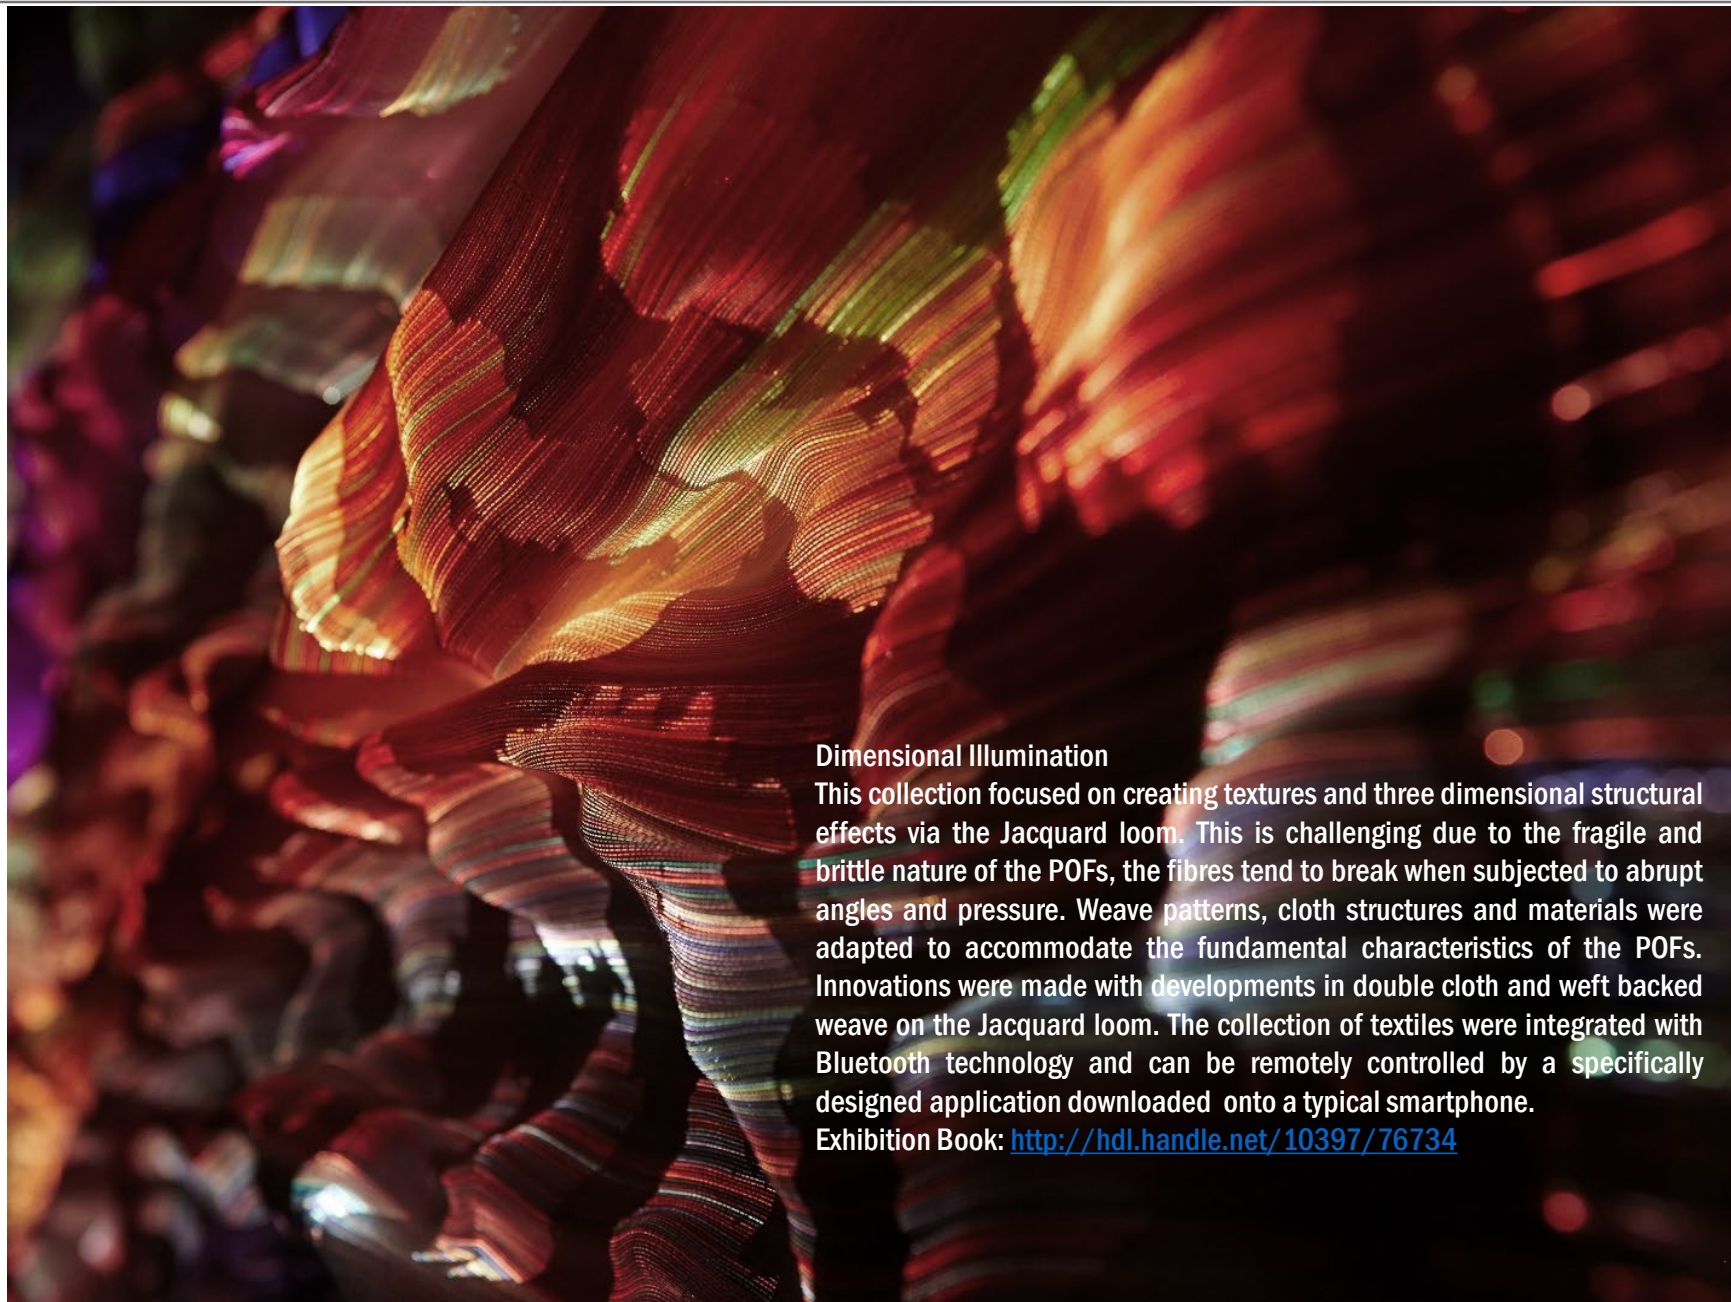 Dimensional Illumination
This collection focused on creating textures and three dimensional structural
effects via the Jacquard loom. This is challenging due to the fragile and
brittle nature of the POFs, the fibres tend to break when subjected to abrupt
angles and pressure. Weave patterns, cloth structures and materials were
adapted to accommodate the fundamental characteristics of the POFs.
Innovations were made with developments in double cloth and weft backed
weave on the Jacquard loom. The collection of textiles were integrated with
Bluetooth technology and can be remotely controlled by a specifically
designed application downloaded  onto a typical smartphone.
Exhibition Book: http://hdl.handle.net/10397/76734